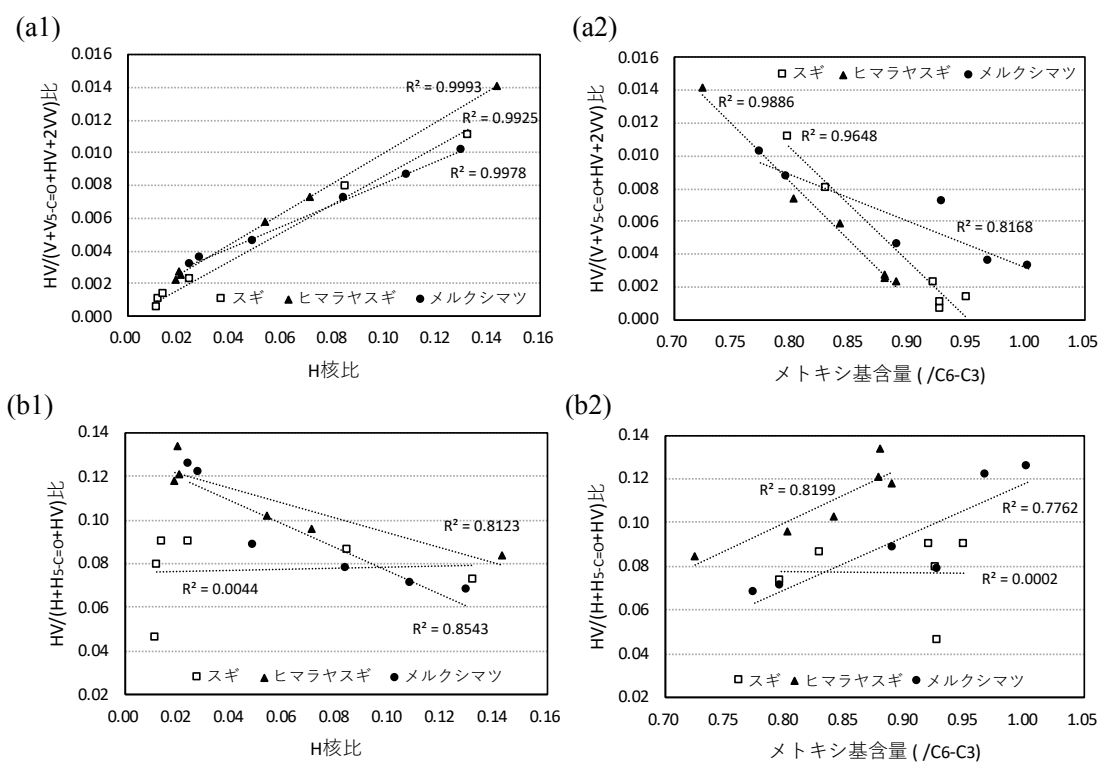 (a1)
HV/(V+V5-C=O+HV+2VV)比
0.016
0.014
0.012
0.010
0.008
0.006
0.004
0.002
0.000
R² = 0.9993
R² = 0.9925
R² = 0.9978
スギ ヒマラヤスギ メルクシマツ
0.00 0.02 0.04 0.06 0.08 0.10 0.12 0.14 0.16
H核比
(a2)
HV/(V+V5-C=O+HV+2VV)比
0.016
0.014
0.012
0.010
0.008
0.006
0.004
0.002
0.000
スギ ヒマラヤスギ メルクシマツ
R² = 0.9886
R² = 0.9648
R² = 0.8168
0.70 0.75 0.80 0.85 0.90 0.95 1.00 1.05
メトキシ基含量 ( /C6-C3)
(b1)
HV/(H+H5-C=O+HV)比
0.14
0.12
0.10
0.08
0.06
0.04
0.02
R² = 0.8123
R² = 0.0044
R² = 0.8543
スギ ヒマラヤスギ メルクシマツ
0.00 0.02 0.04 0.06 0.08 0.10 0.12 0.14 0.16
H核比
(b2)
HV/(H+H5-C=O+HV)比
0.14
0.12
0.10
0.08
0.06
0.04
0.02
R² = 0.8199
R² = 0.7762
R² = 0.0002
スギ ヒマラヤスギ メルクシマツ
0.70 0.75 0.80 0.85 0.90 0.95 1.00 1.05
メトキシ基含量 ( /C6-C3)